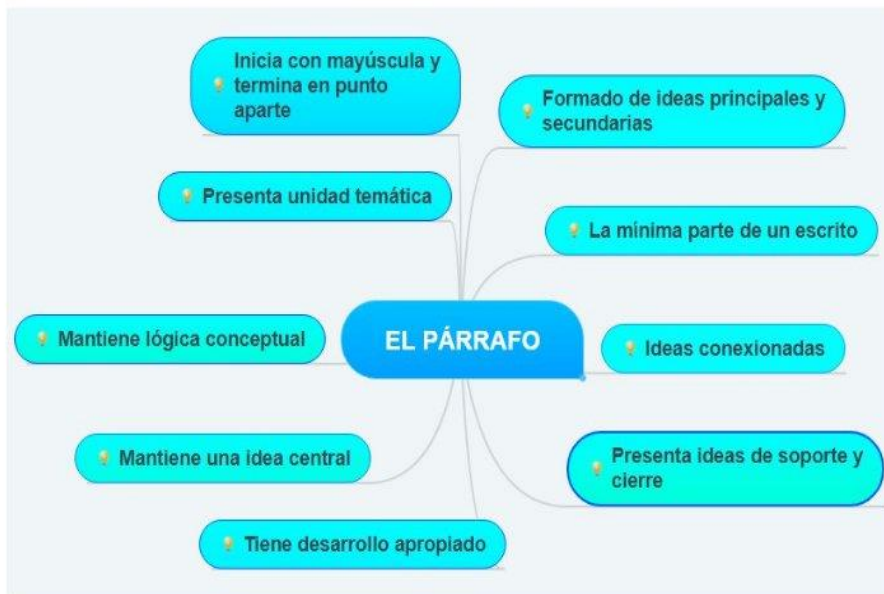 Inicia con mayúscula y
termina en punto
aparte
Formado de ideas principales y
secundarias
Presenta unidad temática
La mínima parte de un escrito
EL PÁRRAFO
Mantiene lógica conceptual
Ideas conexionadas
Mantiene una idea central
Presenta ideas de soporte y
cierre
Tiene desarrollo apropiado